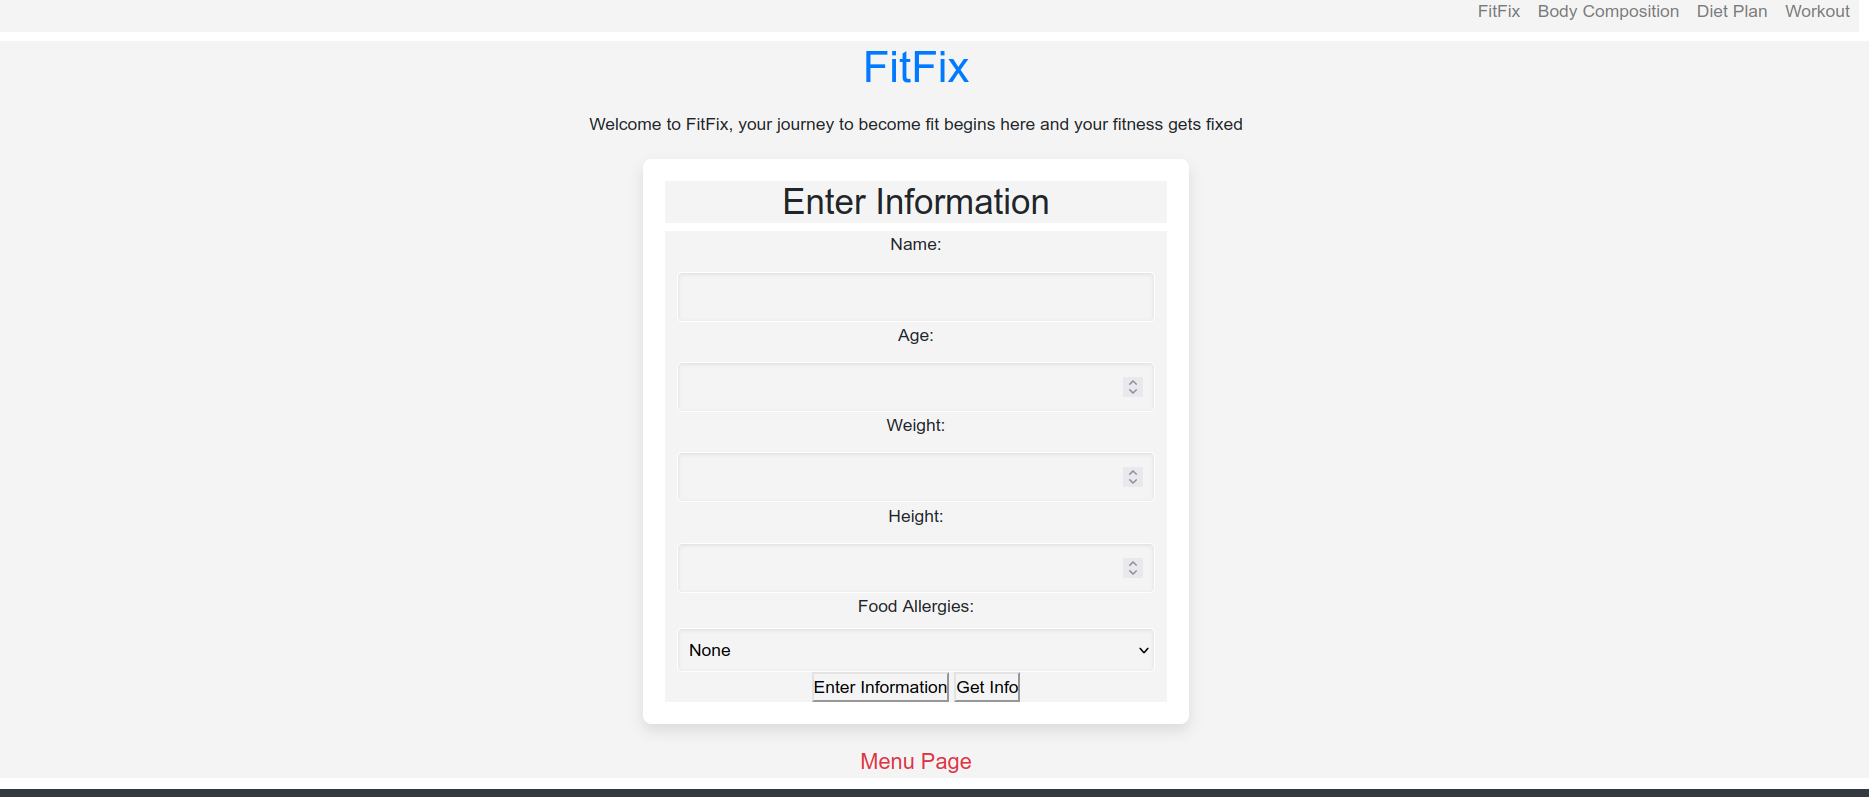 FitFix Body Composition Diet Plan Workout
FitFix
Welcome to FitFix, your journey to become fit begins here and your fitness gets fixed
Enter Information
Name:
Age:
Weight:
Height:
Food Allergies:
None
Enter Information Get Info
Menu Page